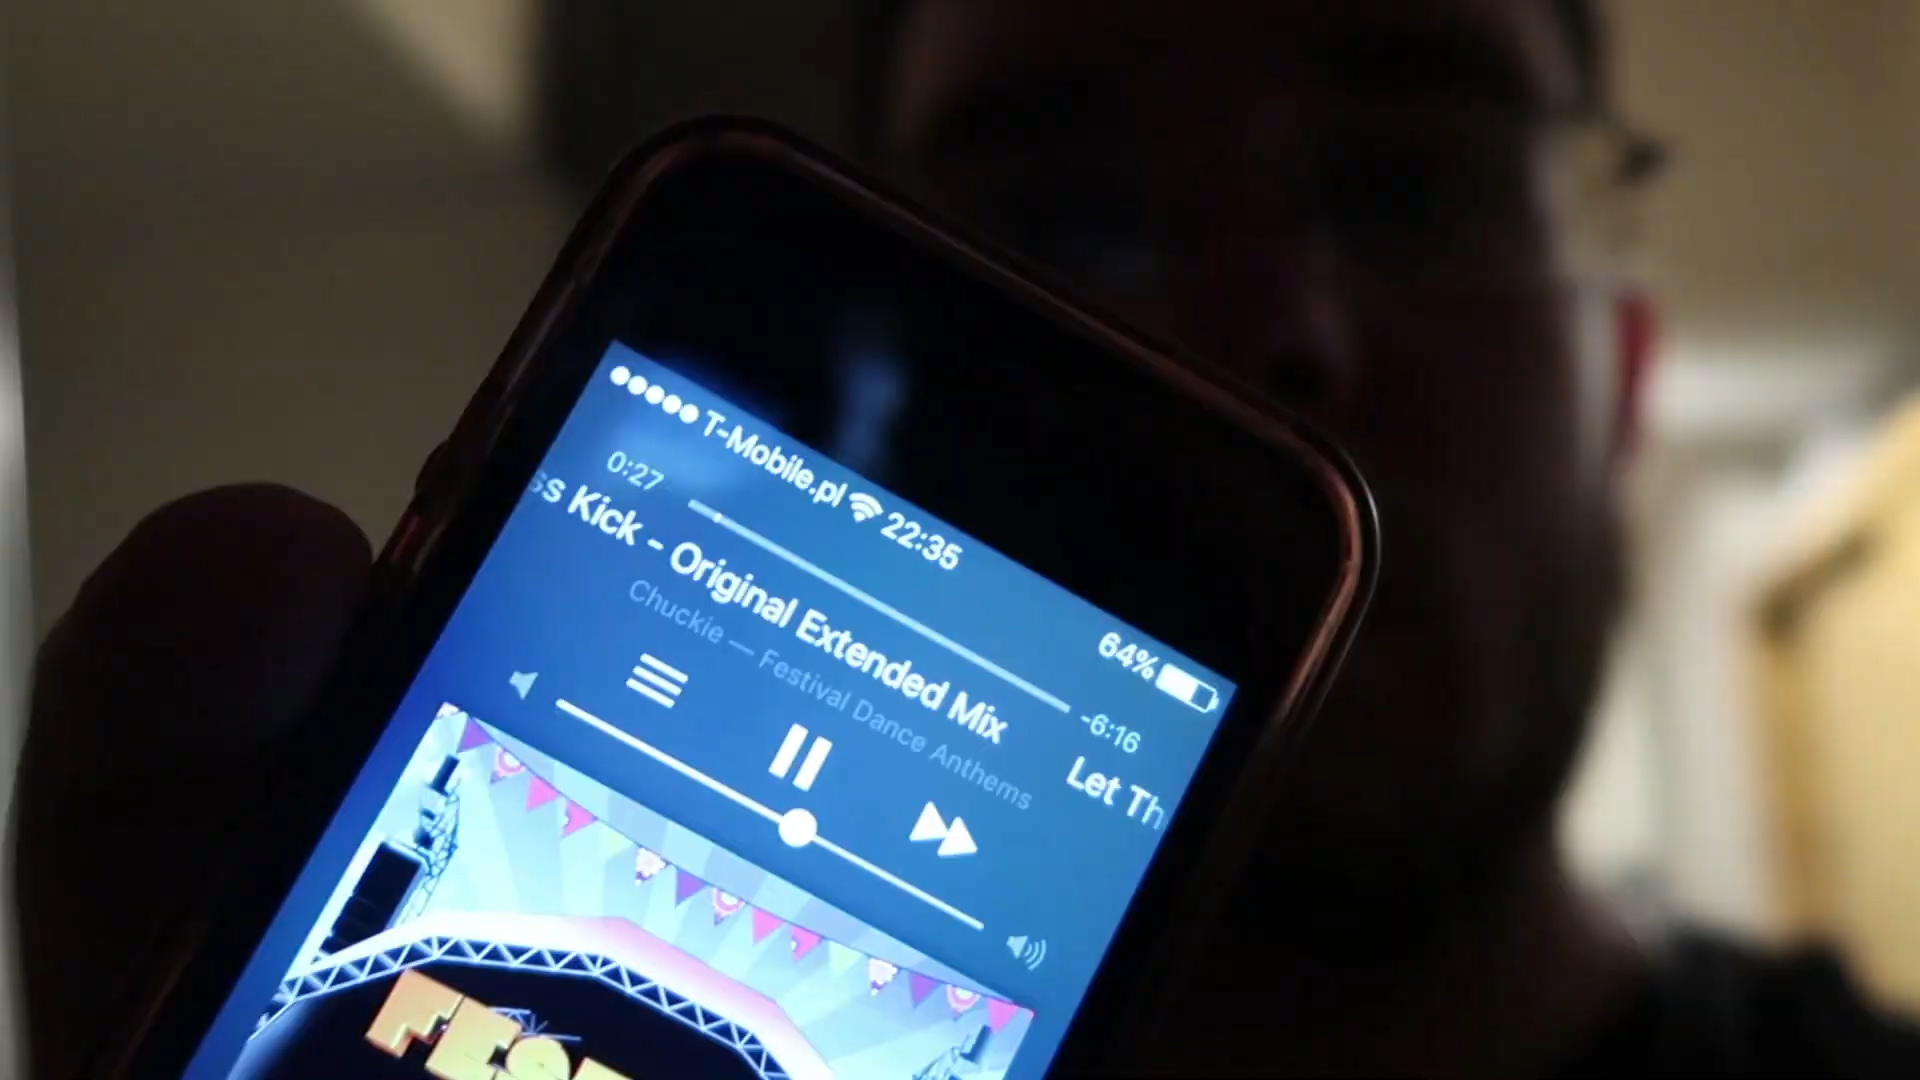 ●●●●● T-Mobile.pl 22:35 64%
0:27 -6:16
ss Kick - Original Extended Mix Let Th
Chuckie — Festival Dance Anthems
FEST